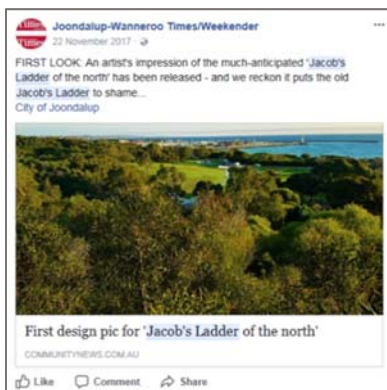 Times
Joondalup-Wanneroo Times/Weekender
Times
22 November 2017 ·
FIRST LOOK: An artist's impression of the much-anticipated 'Jacob's
Ladder of the north' has been released - and we reckon it puts the old
Jacob's Ladder to shame...
City of Joondalup
First design pic for 'Jacob's Ladder of the north'
COMMUNITYNEWS.COM.AU
Like Comment Share